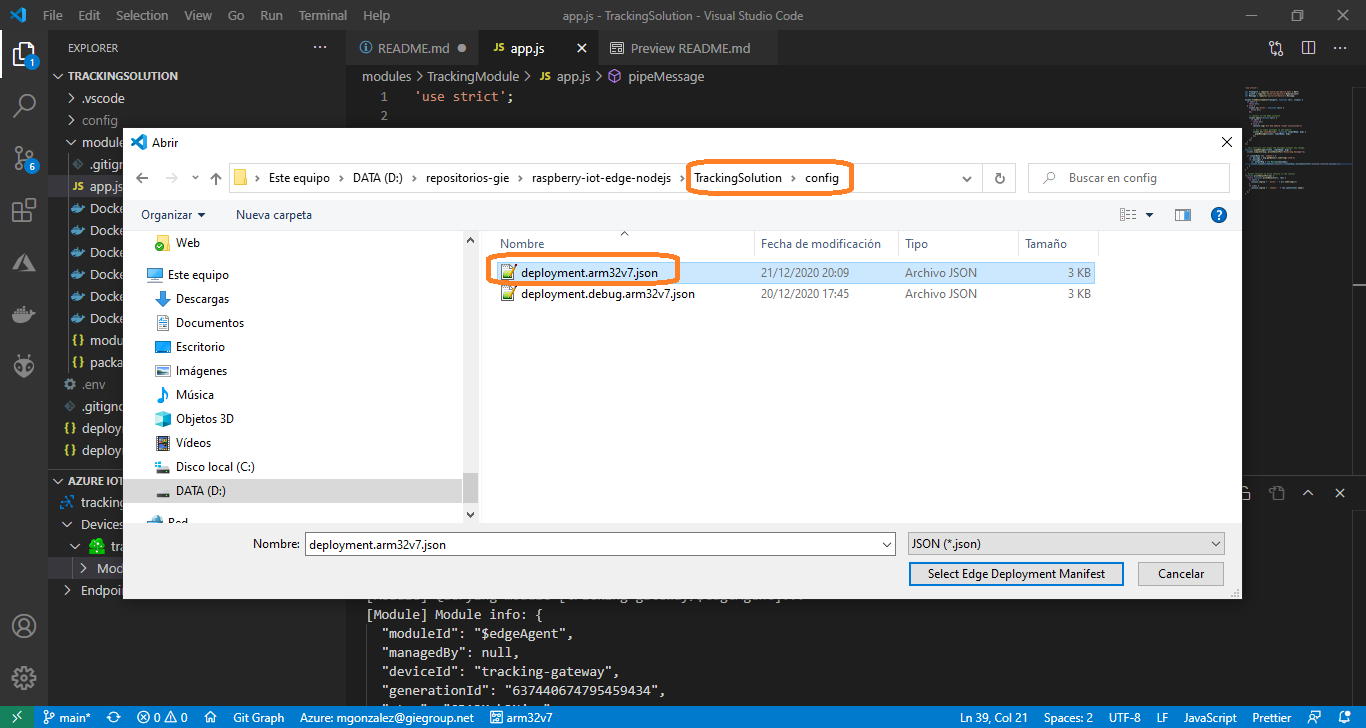 File Edit Selection View Go Run Terminal Help app.js - TrackingSolution - Visual Studio Code
EXPLORER
README.md
JS app.js
Preview README.md
TRACKINGSOLUTION
modules > TrackingModule > JS app.js > pipeMessage
.vscode
1 'use strict';
config
2
module
.gitign
JS app.js
Docke
Docke
Docke
Docke
Docke
Docke
{} modu
{} packa
.env
.gitigno
{} deploy
{} deploy
AZURE IOT
tracking
Devices
tra
Mod
Endpoin
1
6
Abrir
Este equipo > DATA (D:) > repositorios-gie > raspberry-iot-edge-nodejs > TrackingSolution > config
Buscar en config
Organizar
Nueva carpeta
Web
Este equipo
Descargas
Documentos
Escritorio
Imágenes
Música
Objetos 3D
Vídeos
Disco local (C:)
DATA (D:)
Red
Nombre Fecha de modificación Tipo Tamaño
deployment.arm32v7.json 21/12/2020 20:09 Archivo JSON 3 KB
deployment.debug.arm32v7.json 20/12/2020 17:45 Archivo JSON 3 KB
Nombre: deployment.arm32v7.json JSON (*.json)
Select Edge Deployment Manifest Cancelar
[Module] Module info: {
"moduleId": "$edgeAgent",
"managedBy": null,
"deviceId": "tracking-gateway",
"generationId": "637440674795459434",
main* 0 0 Git Graph Azure: mgonzalez@giegroup.net arm32v7 Ln 39, Col 21 Spaces: 2 UTF-8 LF JavaScript Prettier